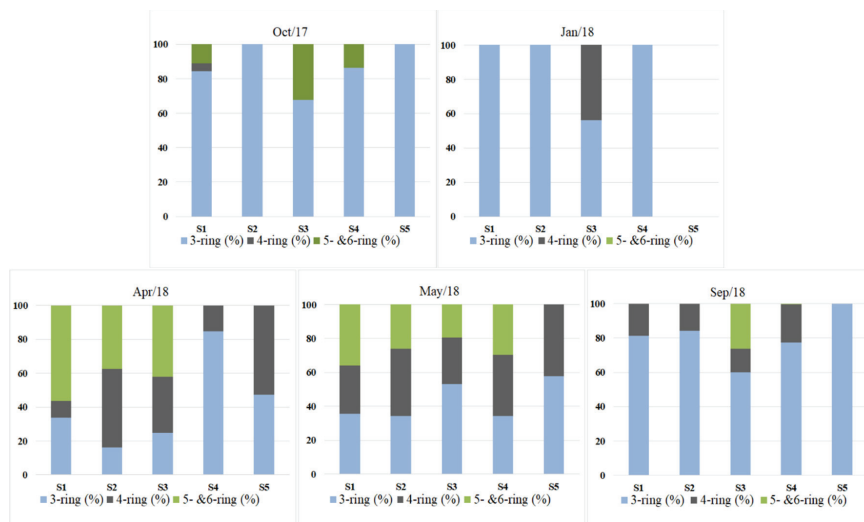 Oct/17
100
80
60
40
20
0
S1 S2 S3 S4 S5
3-ring (%) 4-ring (%) 5- &6-ring (%)
Jan/18
100
80
60
40
20
0
S1 S2 S3 S4 S5
3-ring (%) 4-ring (%) 5- &6-ring (%)
Apr/18
100
80
60
40
20
0
S1 S2 S3 S4 S5
3-ring (%) 4-ring (%) 5- &6-ring (%)
May/18
100
80
60
40
20
0
S1 S2 S3 S4 S5
3-ring (%) 4-ring (%) 5- &6-ring (%)
Sep/18
100
80
60
40
20
0
S1 S2 S3 S4 S5
3-ring (%) 4-ring (%) 5- &6-ring (%)